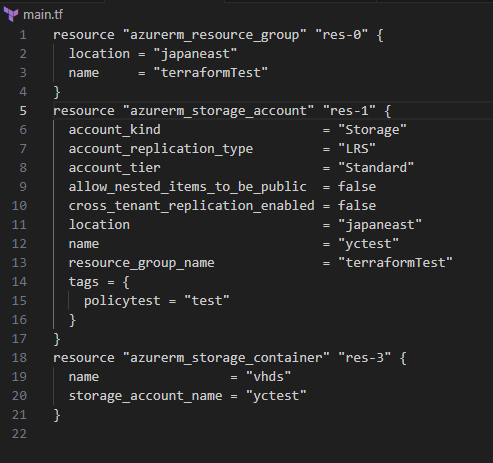 main.tf
1 resource "azurerm_resource_group" "res-0" {
2   location = "japaneast"
3   name     = "terraformTest"
4 }
5 resource "azurerm_storage_account" "res-1" {
6   account_kind                     = "Storage"
7   account_replication_type         = "LRS"
8   account_tier                     = "Standard"
9   allow_nested_items_to_be_public  = false
10   cross_tenant_replication_enabled = false
11   location                         = "japaneast"
12   name                             = "yctest"
13   resource_group_name              = "terraformTest"
14   tags = {
15     policytest = "test"
16   }
17 }
18 resource "azurerm_storage_container" "res-3" {
19   name                 = "vhds"
20   storage_account_name = "yctest"
21 }
22